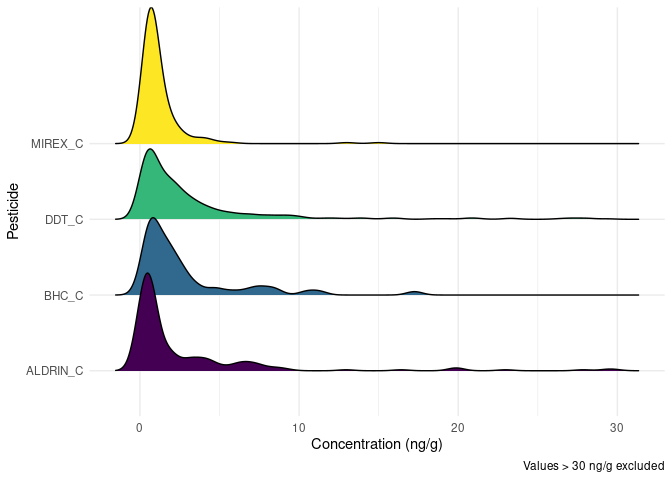 MIREX_C
DDT_C
BHC_C
ALDRIN_C
Pesticide
0 10 20 30
Concentration (ng/g)
Values > 30 ng/g excluded